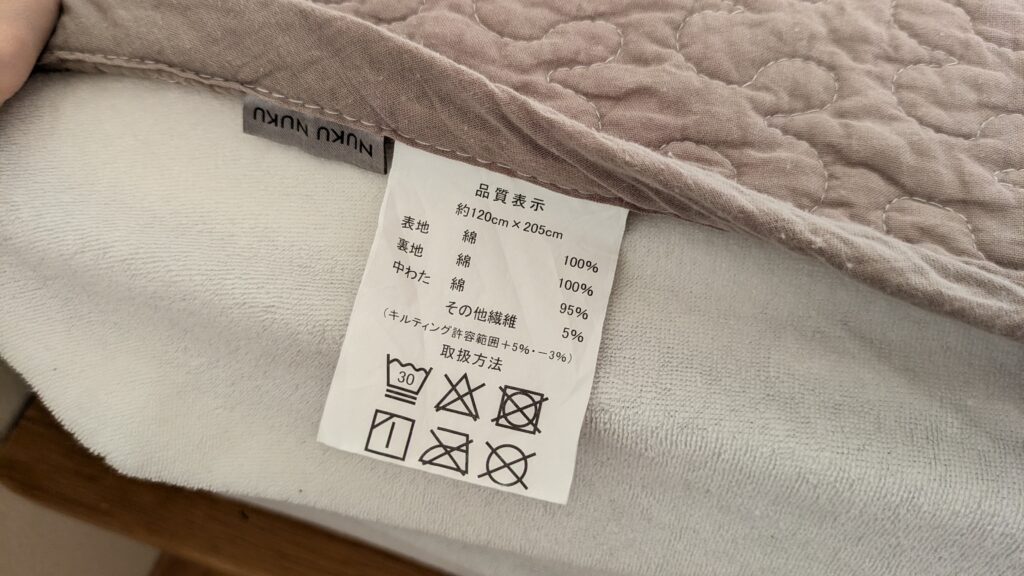 NUKU NUKU
品質表示
約120cm×205cm
表地 綿 100%
裏地 綿 100%
中わた 綿 95%
その他繊維 5%
(キルティング許容範囲+5%・-3%)
取扱方法
30